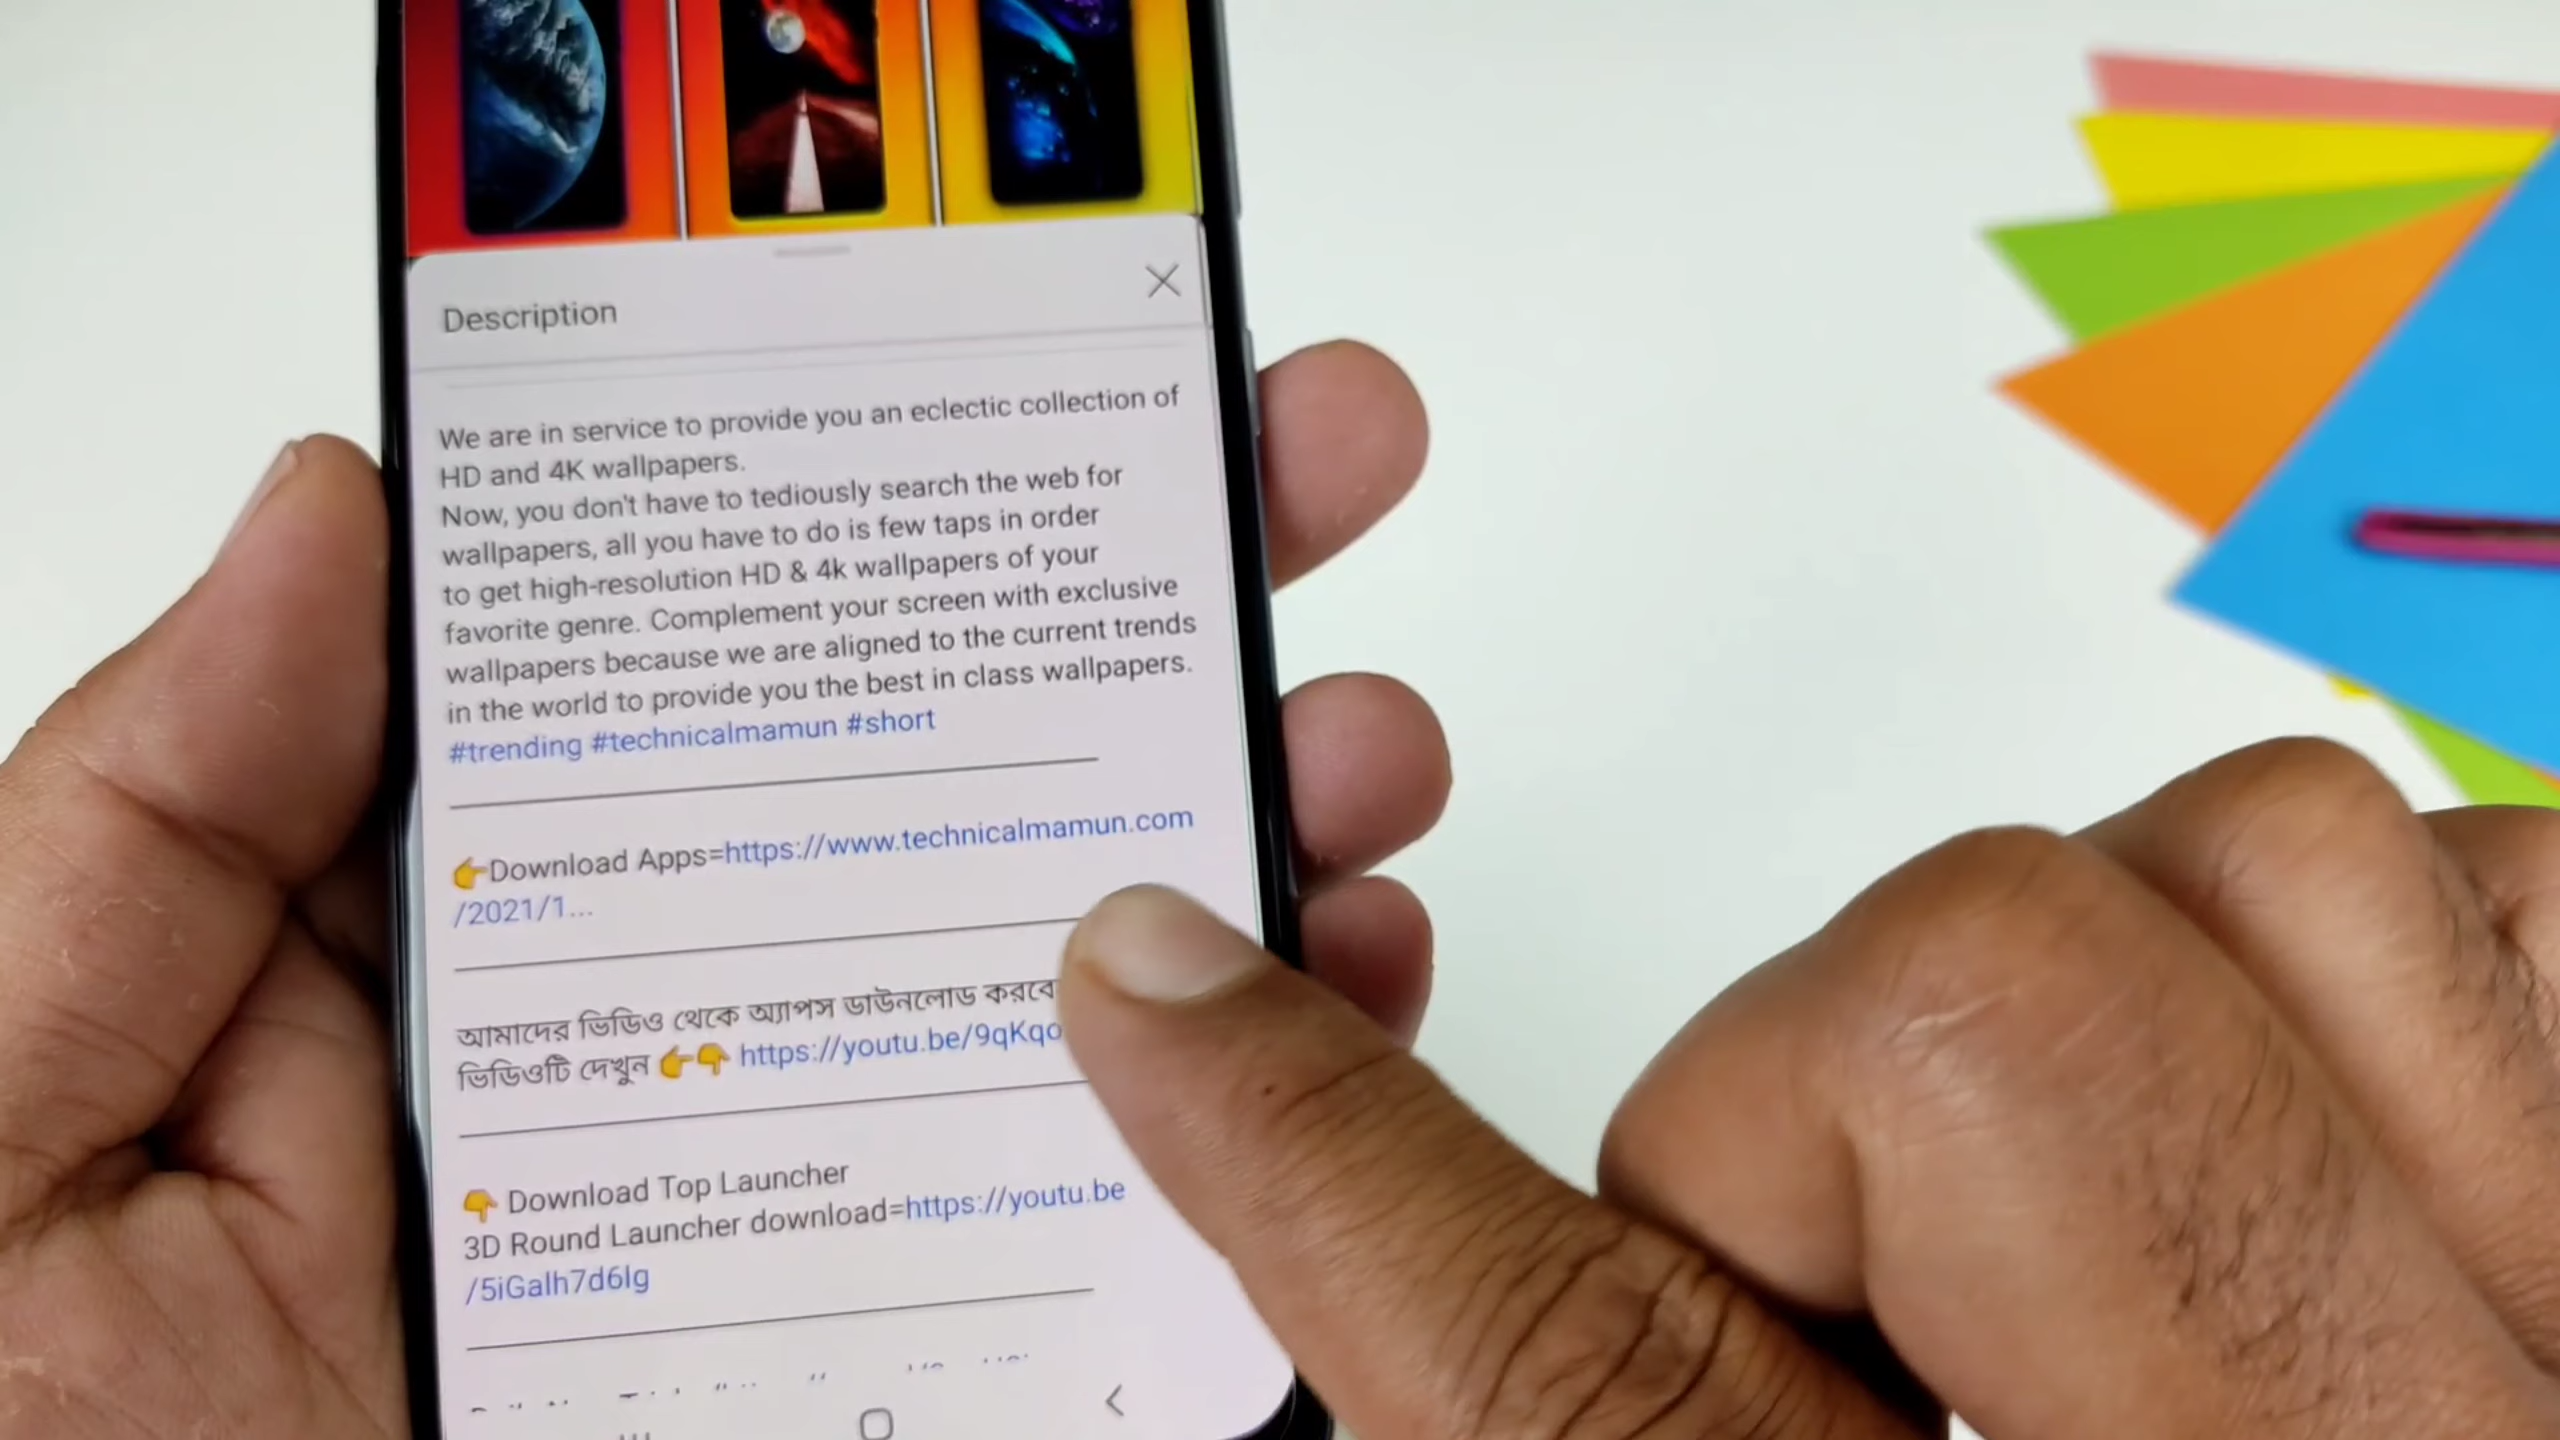 Description
We are in service to provide you an eclectic collection of
HD and 4K wallpapers.
Now, you don't have to tediously search the web for
wallpapers, all you have to do is few taps in order
to get high-resolution HD & 4k wallpapers of your
favorite genre. Complement your screen with exclusive
wallpapers because we are aligned to the current trends
in the world to provide you the best in class wallpapers.
#trending #technicalmamun #short
👉Download Apps=https://www.technicalmamun.com
/2021/1...
আমাদের ভিডিও থেকে অ্যাপস ডাউনলোড
ভিডিওটি দেখুন 👉👇 https://youtu.be/9qKqo
👇 Download Top Launcher
3D Round Launcher download=https://youtu.be
/5iGalh7d6lg